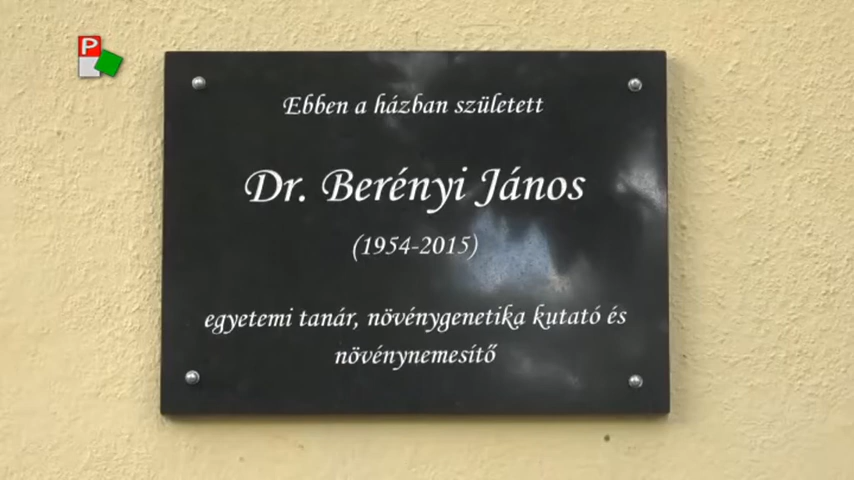 P
Ebben a házban született
Dr. Berényi János
(1954-2015)
egyetemi tanár, növénygenetika kutató és
növénynemesítő